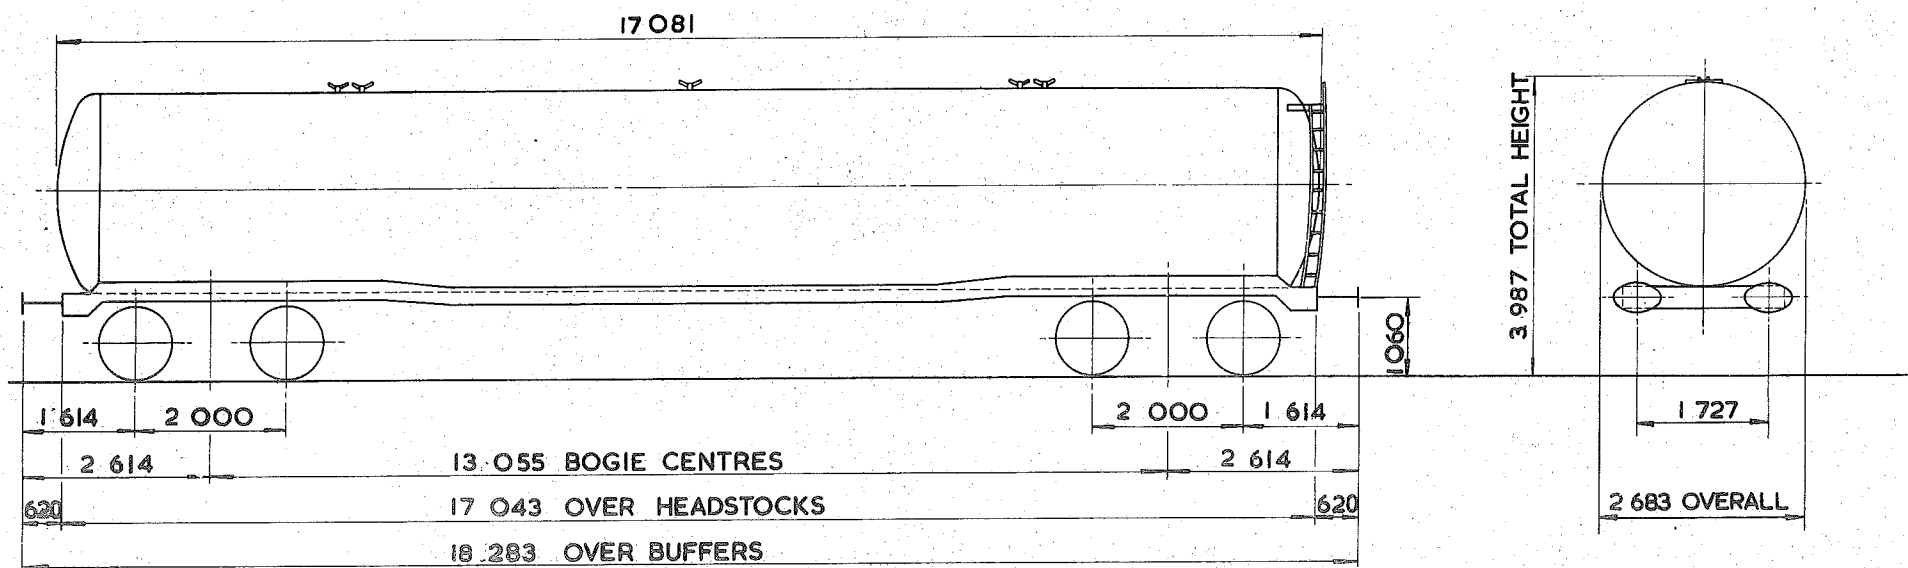 17 081
3 987 TOTAL HEIGHT
1 060
1 614
2 000
2 000
1 614
1 727
2 614
13.055 BOGIE CENTRES
2 614
620
17 043 OVER HEADSTOCKS
620
2 683 OVERALL
18.283 OVER BUFFERS